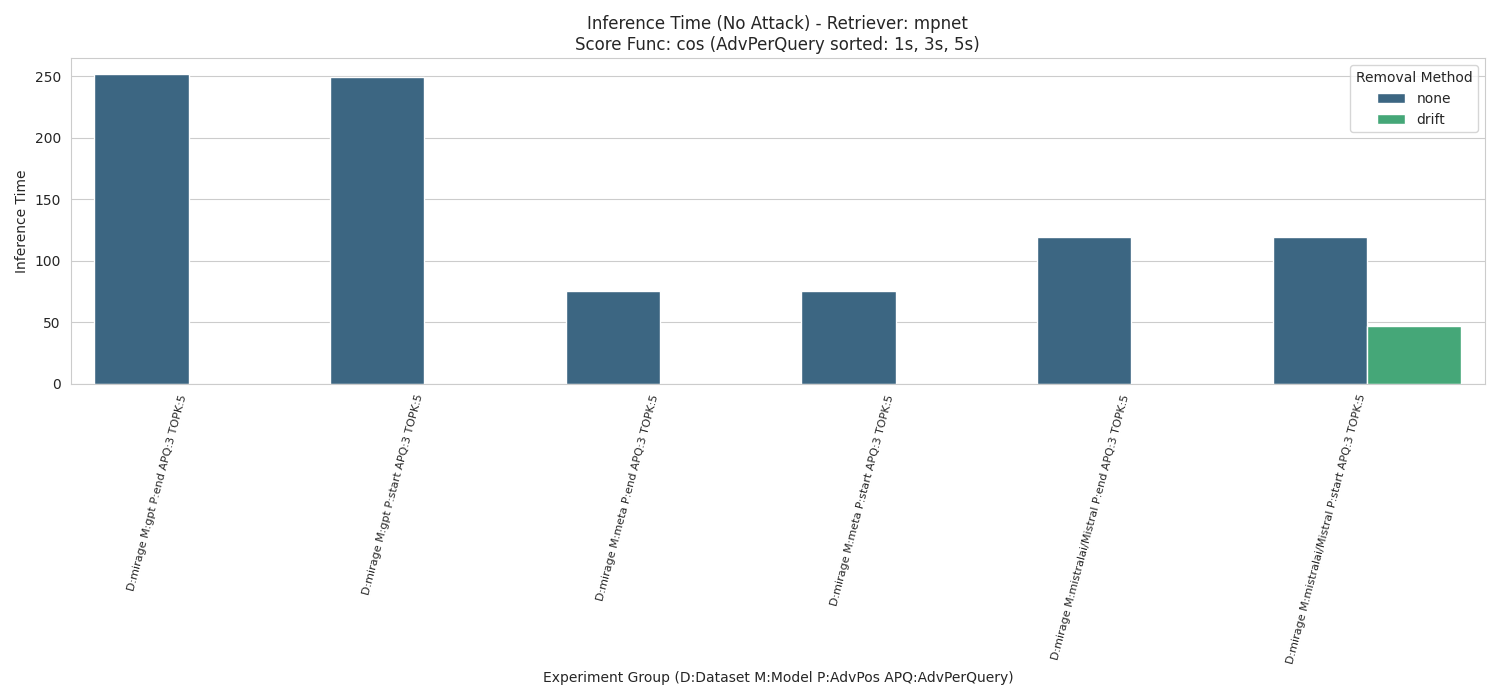 Inference Time (No Attack) - Retriever: mpnet
Score Func: cos (AdvPerQuery sorted: 1s, 3s, 5s)
Removal Method
none
drift
Inference Time
250
200
150
100
50
0
D:mirage M:gpt P:end APQ:3 TOPK:5
D:mirage M:gpt P:start APQ:3 TOPK:5
D:mirage M:meta P:end APQ:3 TOPK:5
D:mirage M:meta P:start APQ:3 TOPK:5
D:mirage M:mistralai/Mistral P:end APQ:3 TOPK:5
D:mirage M:mistralai/Mistral P:start APQ:3 TOPK:5
Experiment Group (D:Dataset M:Model P:AdvPos APQ:AdvPerQuery)